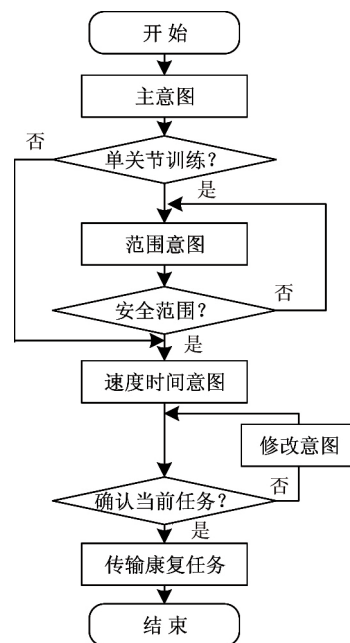 开 始
主意图
否
单关节训练？
是
范围意图
安全范围？
否
是
速度时间意图
修改意图
确认当前任务？
否
是
传输康复任务
结 束